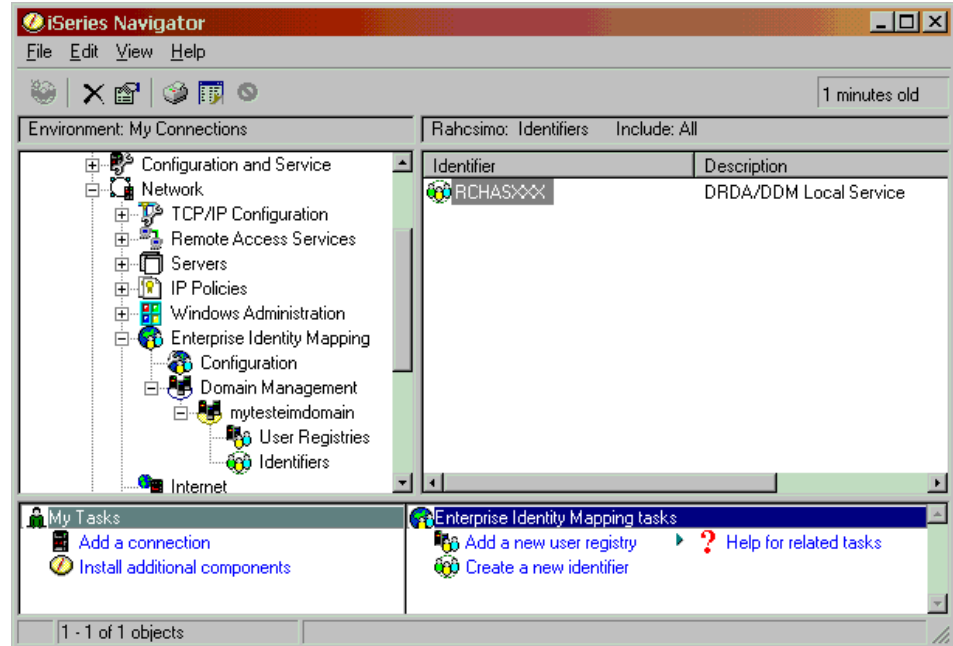 iSeries Navigator
File Edit View Help
1 minutes old
Environment: My Connections
Rahcsimo: Identifiers Include: All
Configuration and Service
Network
TCP/IP Configuration
Remote Access Services
Servers
IP Policies
Windows Administration
Enterprise Identity Mapping
Configuration
Domain Management
mytesteimdomain
User Registries
Identifiers
Internet
Identifier Description
RCHASXXX DRDA/DDM Local Service
My Tasks
Add a connection
Install additional components
Enterprise Identity Mapping tasks
Add a new user registry
Create a new identifier
Help for related tasks
1 - 1 of 1 objects